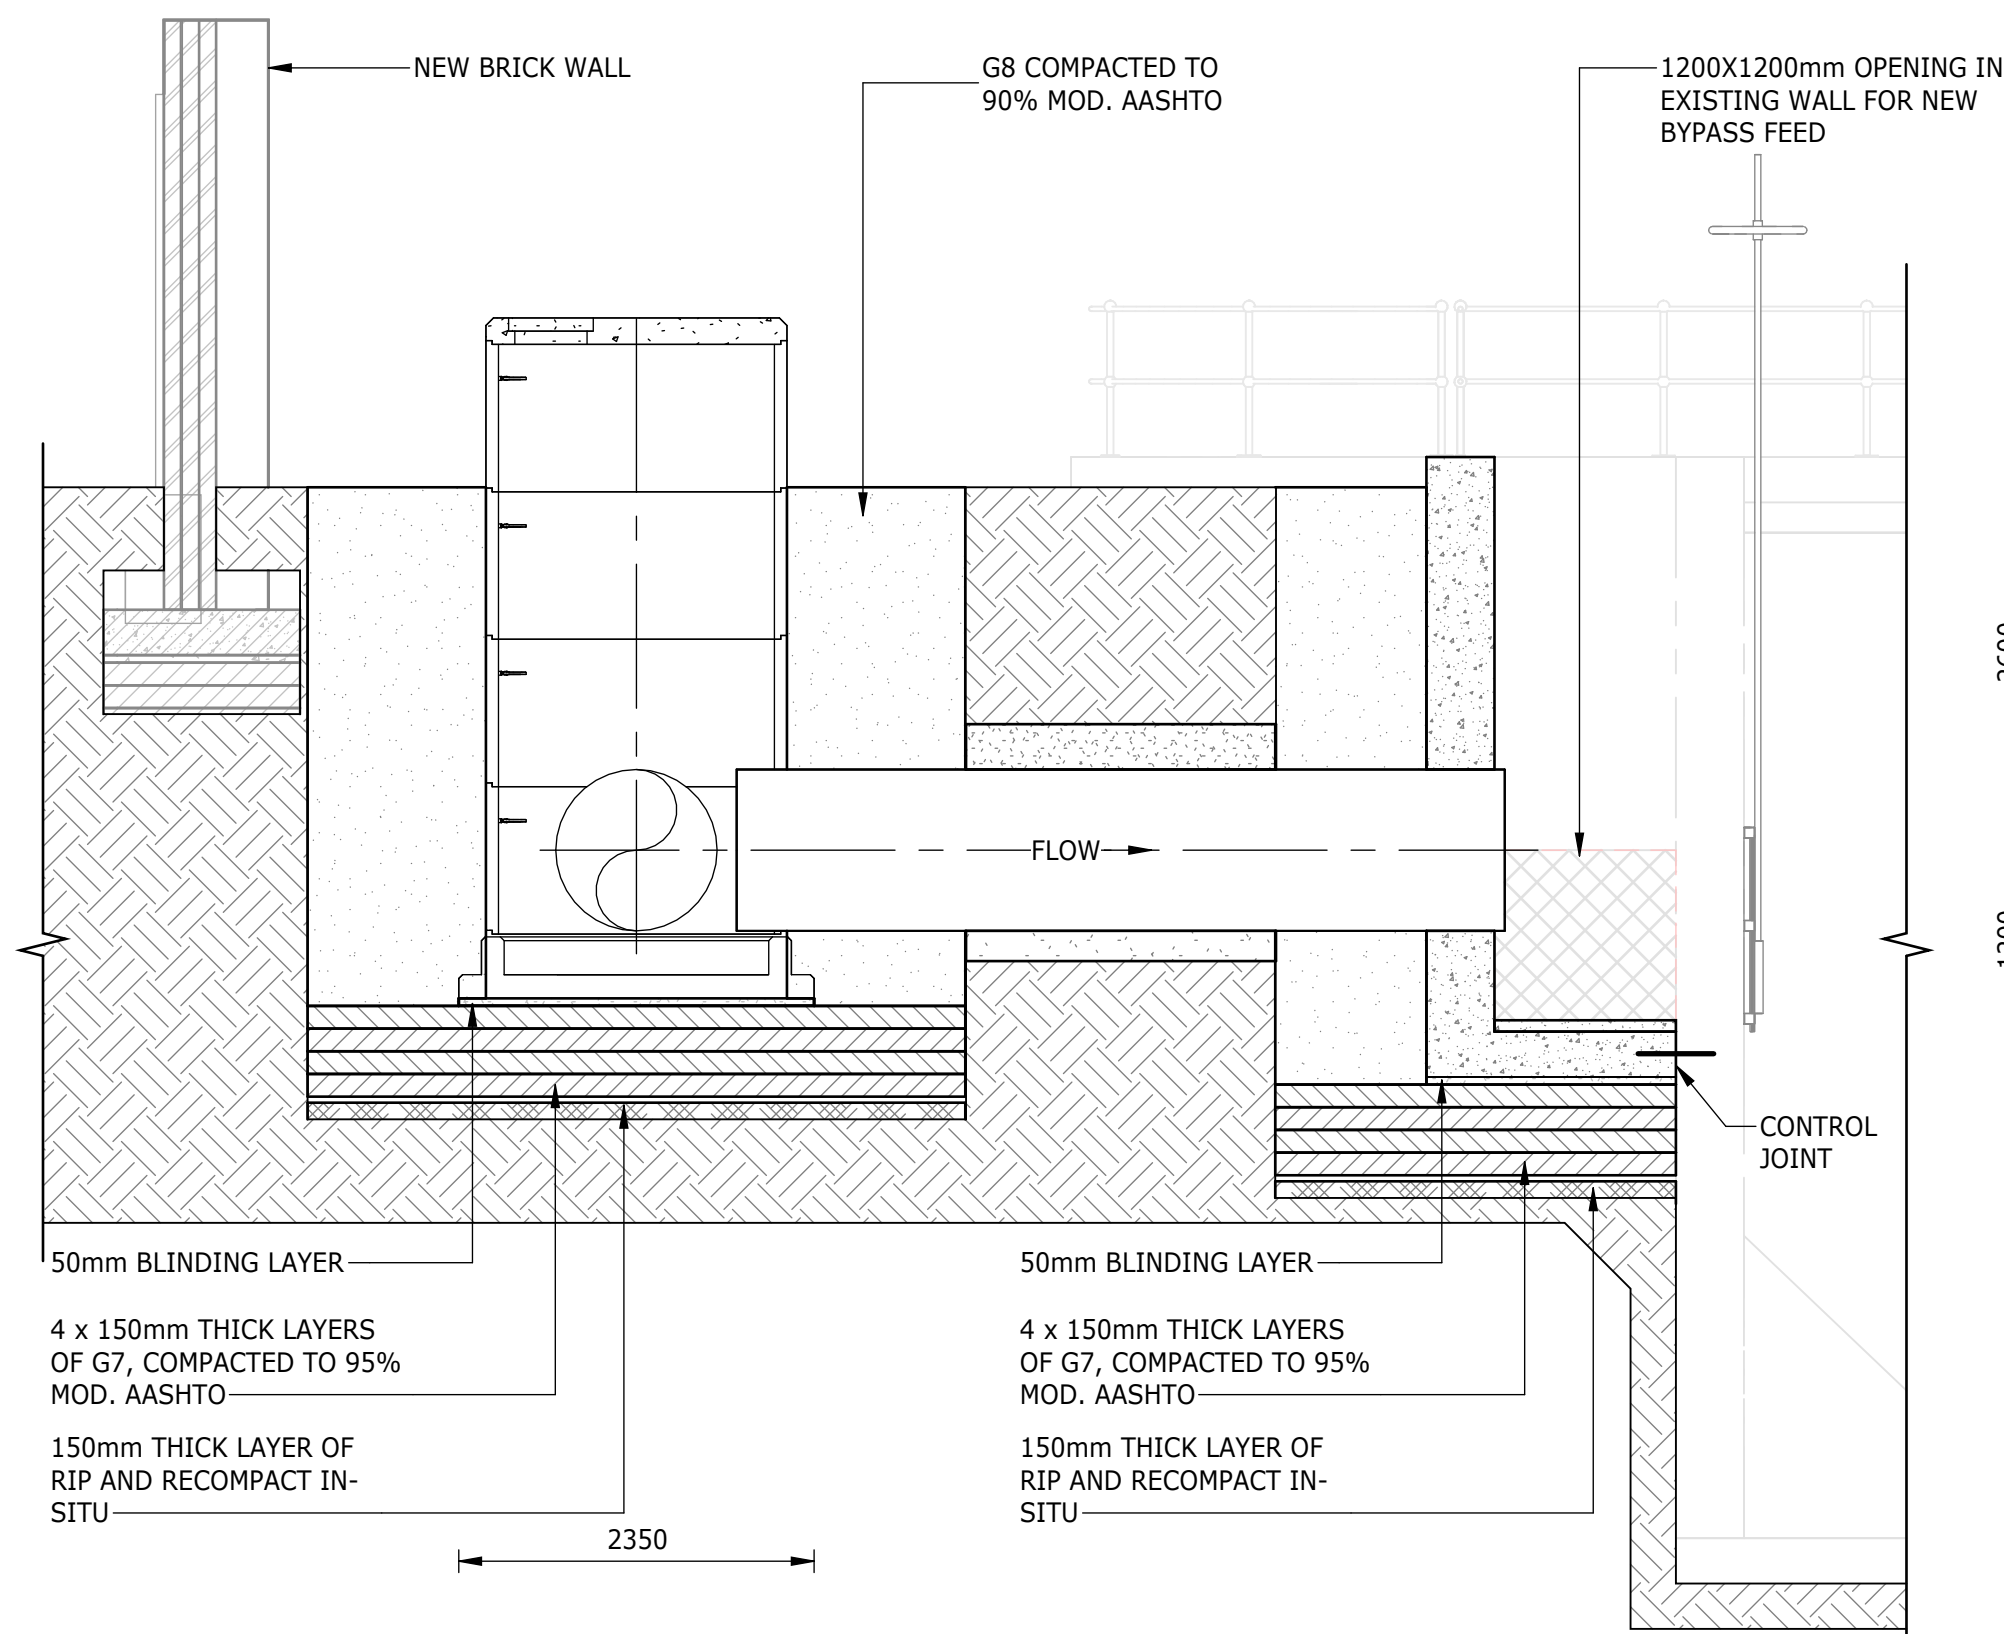 NEW BRICK WALL
G8 COMPACTED TO
90% MOD. AASHTO
1200X1200mm OPENING IN
EXISTING WALL FOR NEW
BYPASS FEED
FLOW
CONTROL
JOINT
50mm BLINDING LAYER
4 x 150mm THICK LAYERS
OF G7, COMPACTED TO 95%
MOD. AASHTO
150mm THICK LAYER OF
RIP AND RECOMPACT IN-
SITU
50mm BLINDING LAYER
4 x 150mm THICK LAYERS
OF G7, COMPACTED TO 95%
MOD. AASHTO
150mm THICK LAYER OF
RIP AND RECOMPACT IN-
SITU
2350